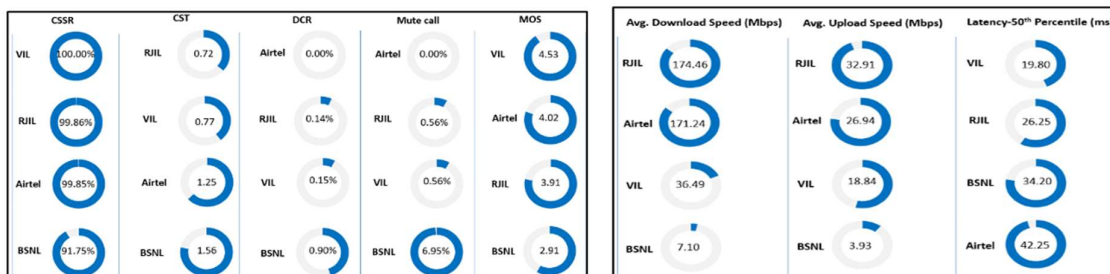 CSSR CST DCR Mute call MOS
VIL 100.00% RJIL 0.72 Airtel 0.00% Airtel 0.00% VIL 4.53
RJIL 99.86% VIL 0.77 RJIL 0.14% RJIL 0.56% Airtel 4.02
Airtel 99.85% Airtel 1.25 VIL 0.15% VIL 0.56% RJIL 3.91
BSNL 91.75% BSNL 1.56 BSNL 0.90% BSNL 6.95% BSNL 2.91
Avg. Download Speed (Mbps) Avg. Upload Speed (Mbps) Latency-50th Percentile (ms
RJIL 174.46 RJIL 32.91 VIL 19.80
Airtel 171.24 Airtel 26.94 RJIL 26.25
VIL 36.49 VIL 18.84 BSNL 34.20
BSNL 7.10 BSNL 3.93 Airtel 42.25